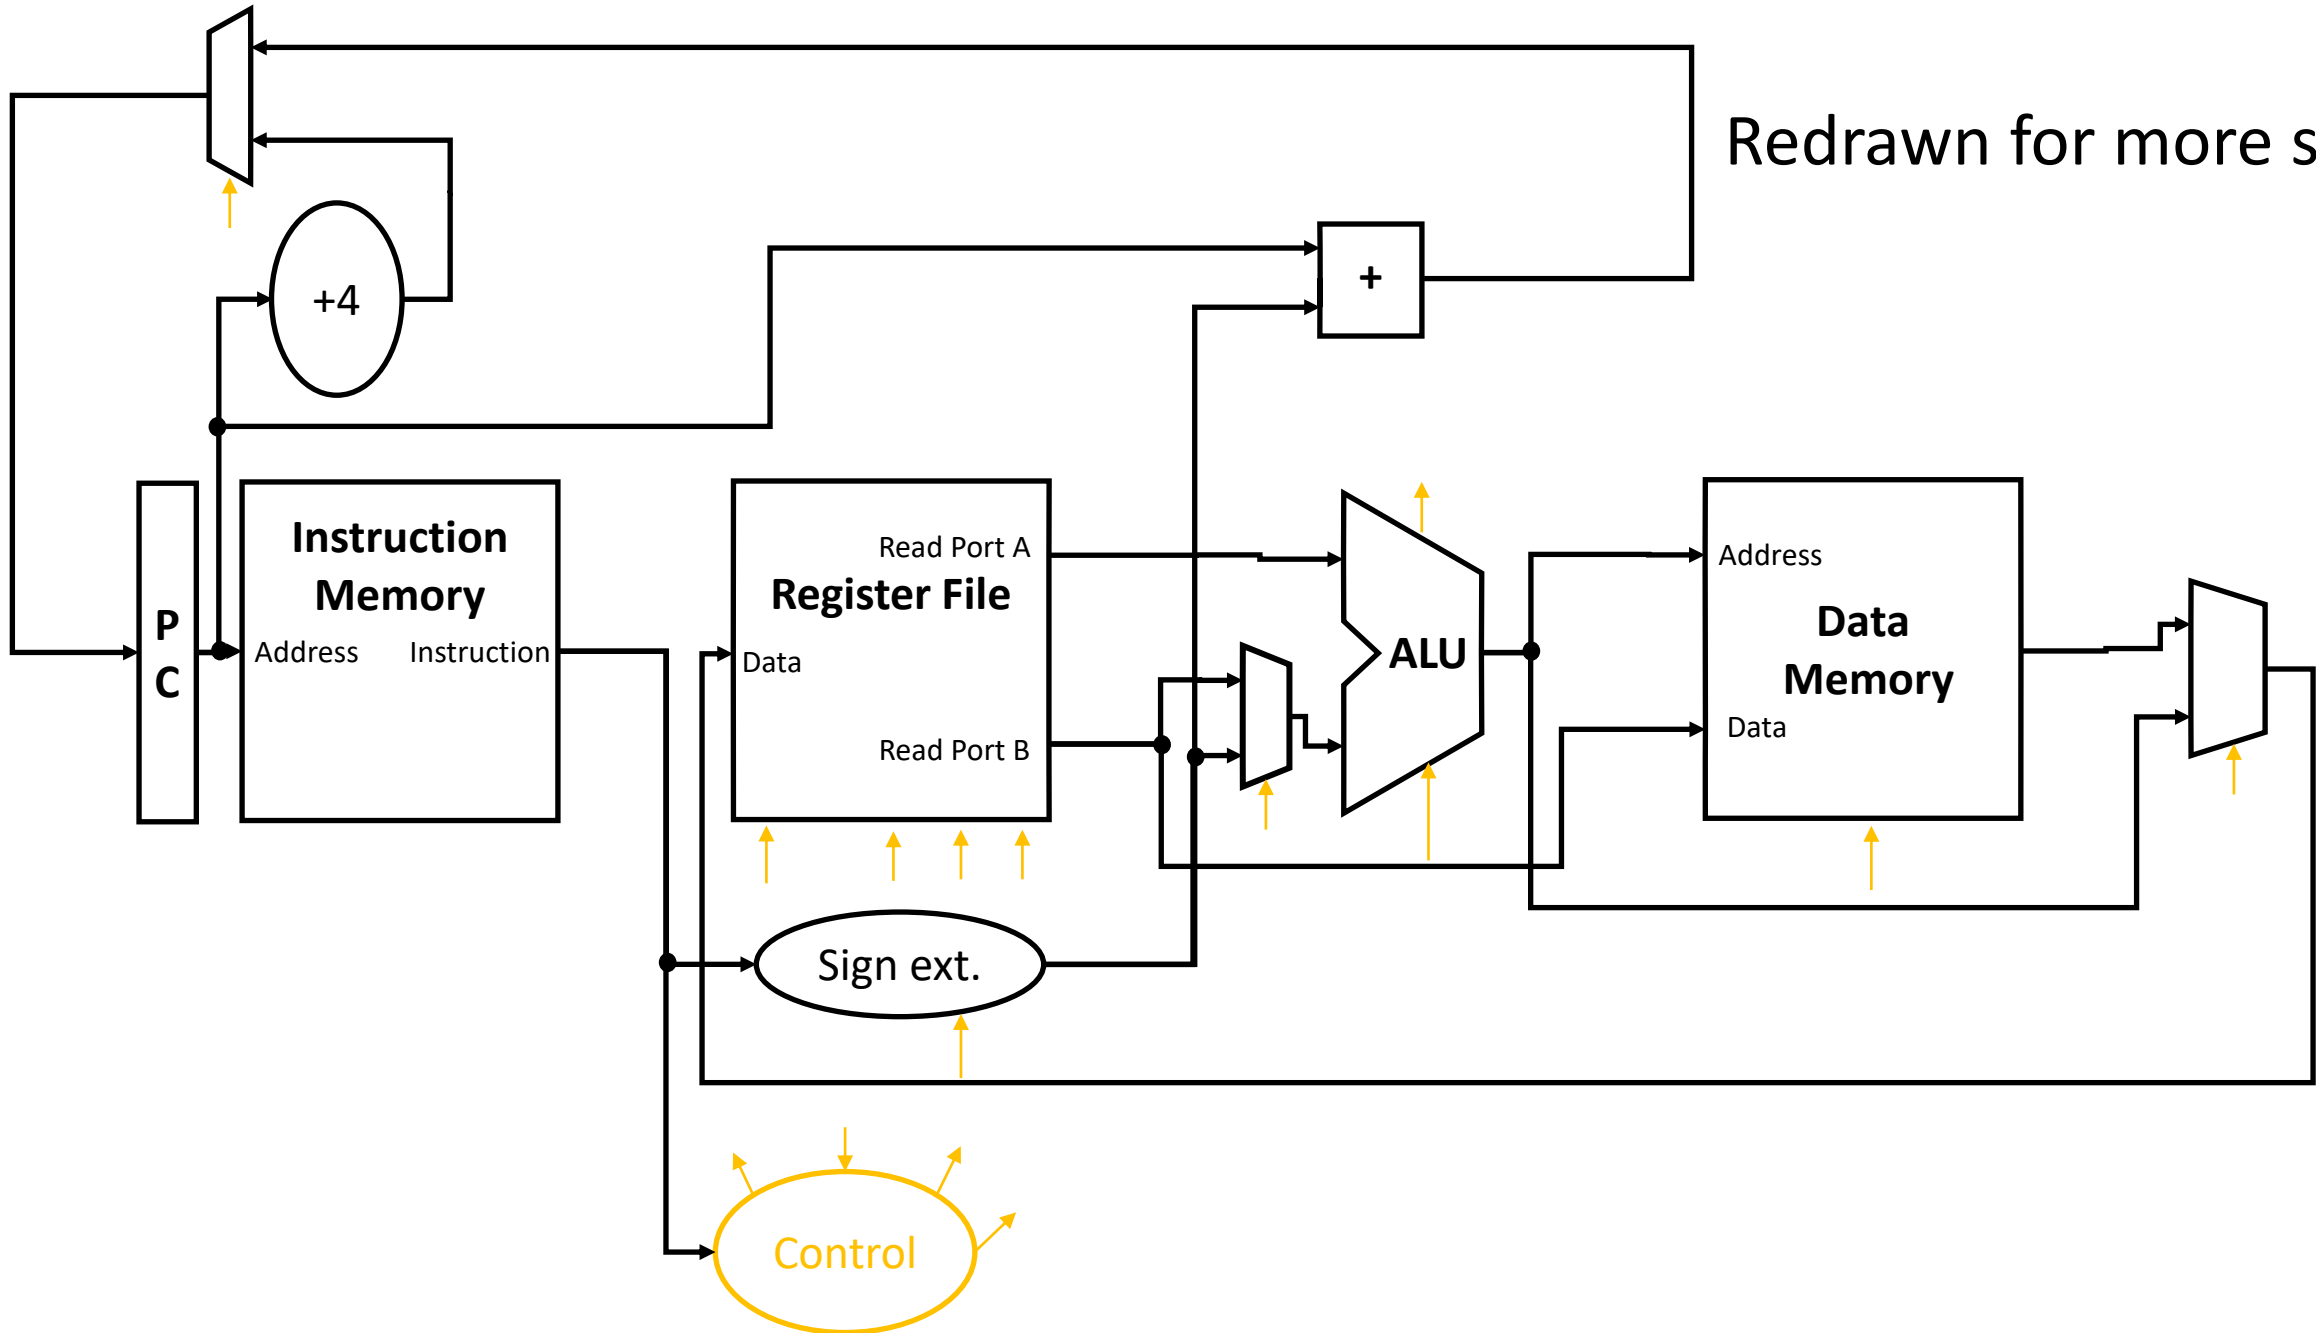 Redrawn for more s
+4
+
Instruction
Memory
Address
Instruction
P
C
Read Port A
Register File
Data
Read Port B
ALU
Address
Data
Memory
Data
Sign ext.
Control